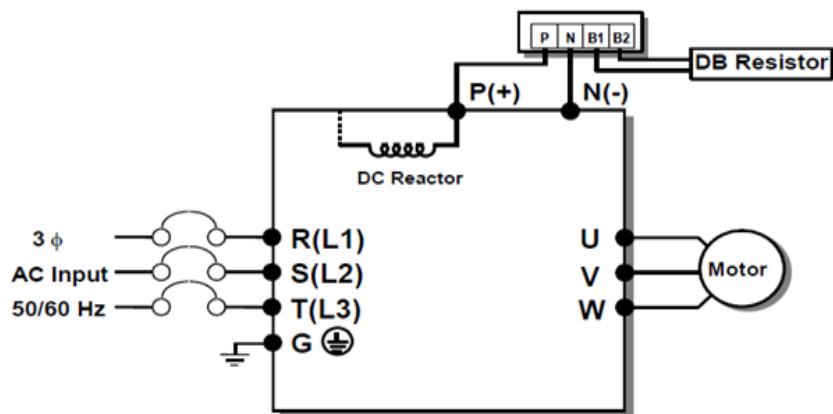 P N B1 B2
DB Resistor
P(+) N(-)
DC Reactor
3 ϕ
R(L1)
U
AC Input
S(L2)
V
Motor
50/60 Hz
T(L3)
W
G